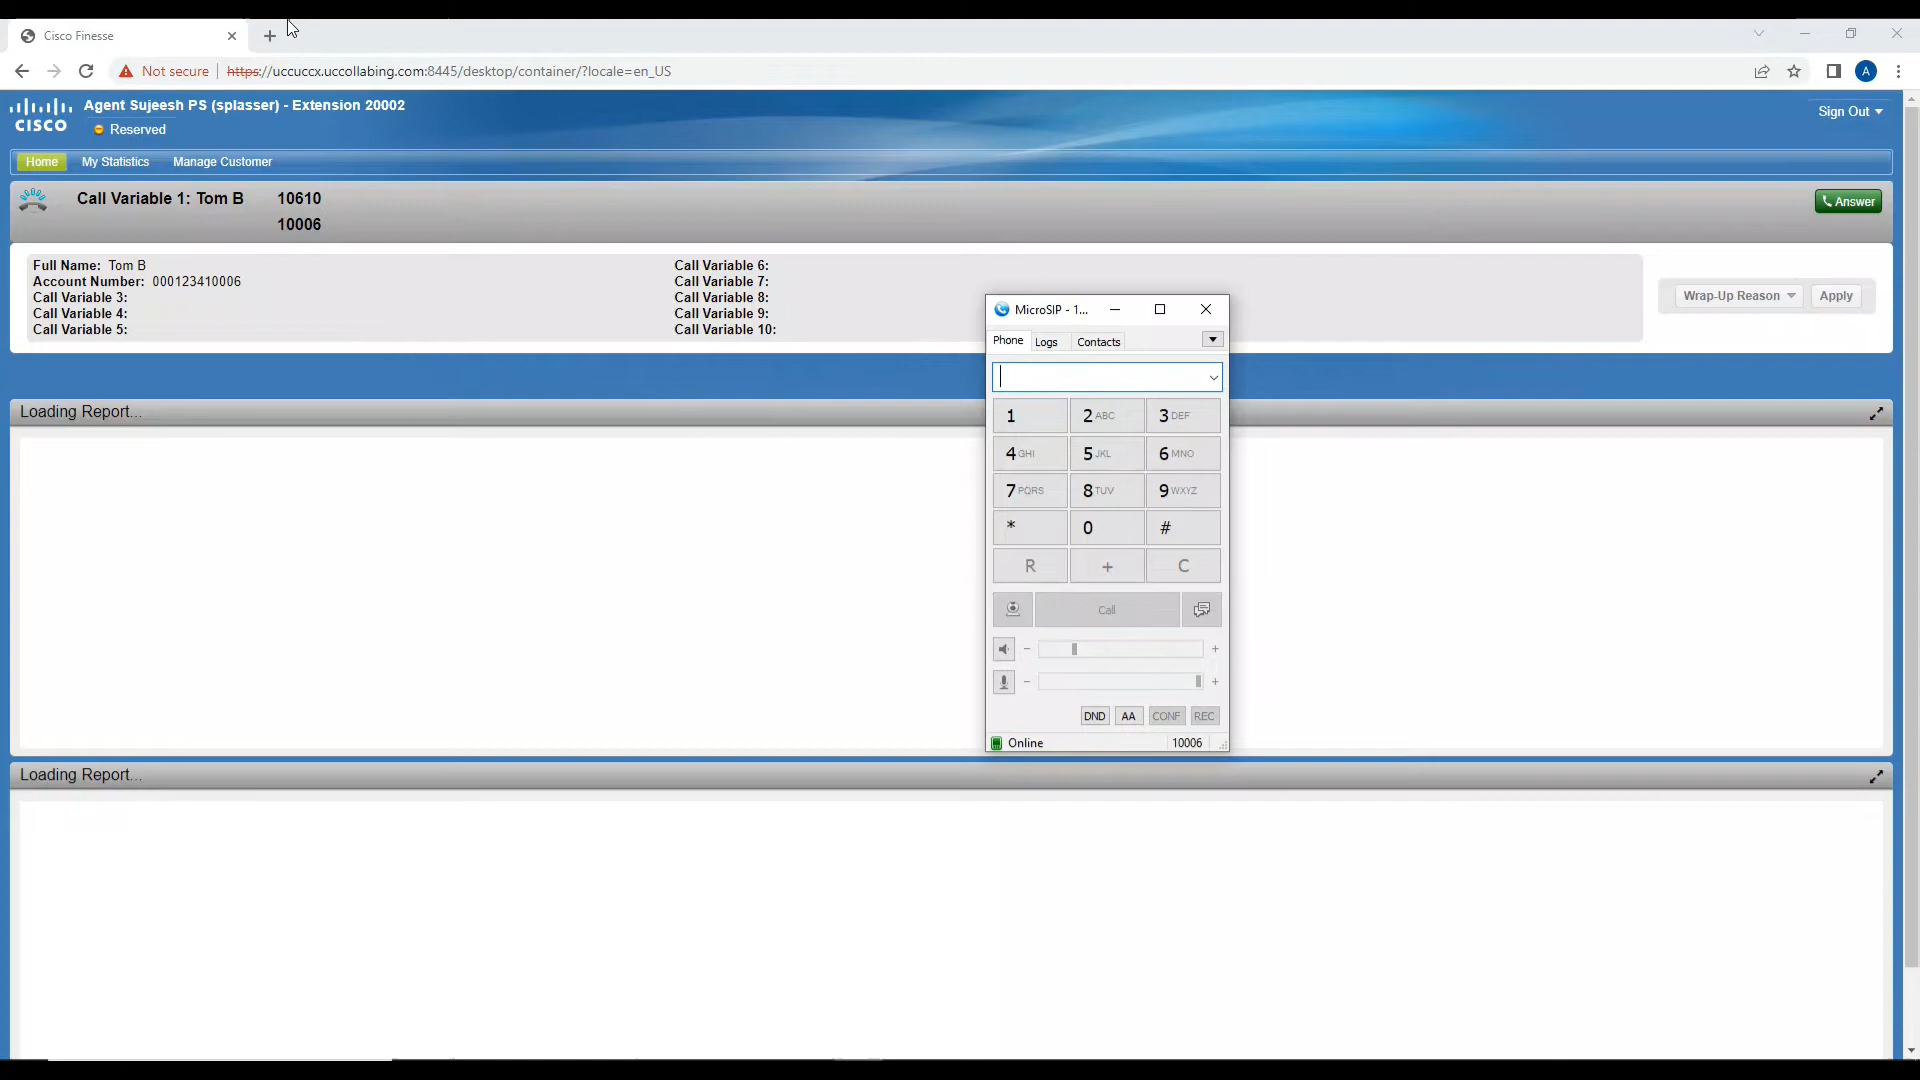 Cisco Finesse
Not secure https://uccuccx.uccollabing.com:8445/desktop/container/?locale=en_US
A
CISCO
Agent Sujeesh PS (splasser) - Extension 20002
Reserved
Sign Out
Home My Statistics Manage Customer
Call Variable 1: Tom B 10610
10006
Answer
Full Name: Tom B
Account Number: 000123410006
Call Variable 3:
Call Variable 4:
Call Variable 5:
Call Variable 6:
Call Variable 7:
Call Variable 8:
Call Variable 9:
Call Variable 10:
Wrap-Up Reason Apply
MicroSIP - 1...
Phone Logs Contacts
1 2 ABC 3 DEF
4 GHI 5 JKL 6 MNO
7 PQRS 8 TUV 9 WXYZ
* 0 #
R + C
Call
- +
- +
DND AA CONF REC
Online 10006
Loading Report...
Loading Report...